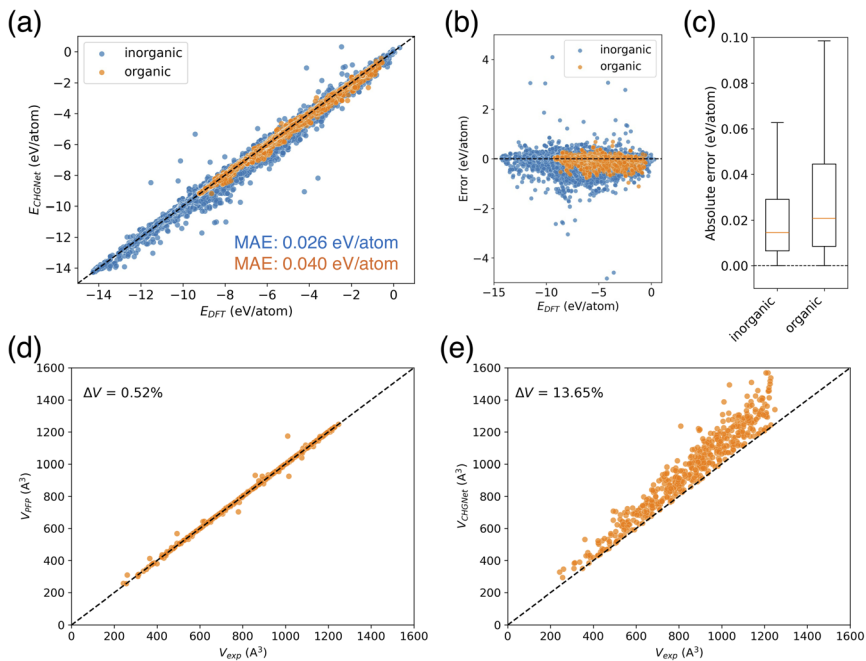 (a)
inorganic
organic
0
−2
−4
−6
−8
−10
−12
−14
E_CHGNet (eV/atom)
MAE: 0.026 eV/atom
MAE: 0.040 eV/atom
−14 −12 −10 −8 −6 −4 −2 0
E_DFT (eV/atom)
(b)
inorganic
organic
4
2
0
−2
−4
Error (eV/atom)
−15 −10 −5 0
E_DFT (eV/atom)
(c)
0.10
0.08
0.06
0.04
0.02
0.00
Absolute error (eV/atom)
inorganic
organic
(d)
ΔV = 0.52%
1600
1400
1200
1000
800
600
400
200
0
V_PFP (A³)
0 200 400 600 800 1000 1200 1400 1600
V_exp (A³)
(e)
ΔV = 13.65%
1600
1400
1200
1000
800
600
400
200
0
V_CHGNet (A³)
0 200 400 600 800 1000 1200 1400 1600
V_exp (A³)